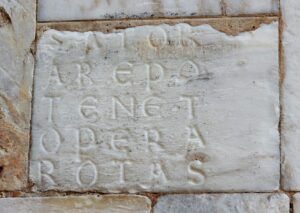 SATOR
AREPO
TENET
OPERA
ROTAS